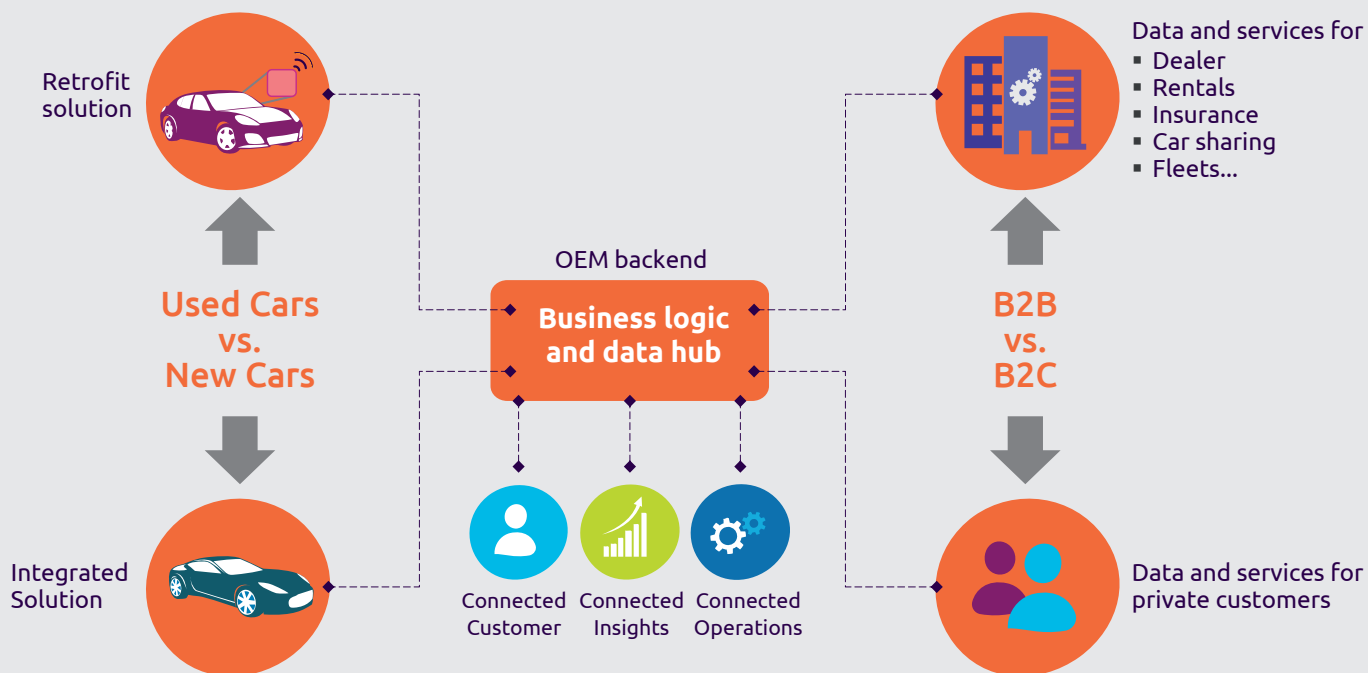 Retrofit
solution
Data and services for
▪ Dealer
▪ Rentals
▪ Insurance
▪ Car sharing
▪ Fleets...
Used Cars
vs.
New Cars
OEM backend
Business logic
and data hub
B2B
vs.
B2C
Integrated
Solution
Connected
Customer
Connected
Insights
Connected
Operations
Data and services for
private customers